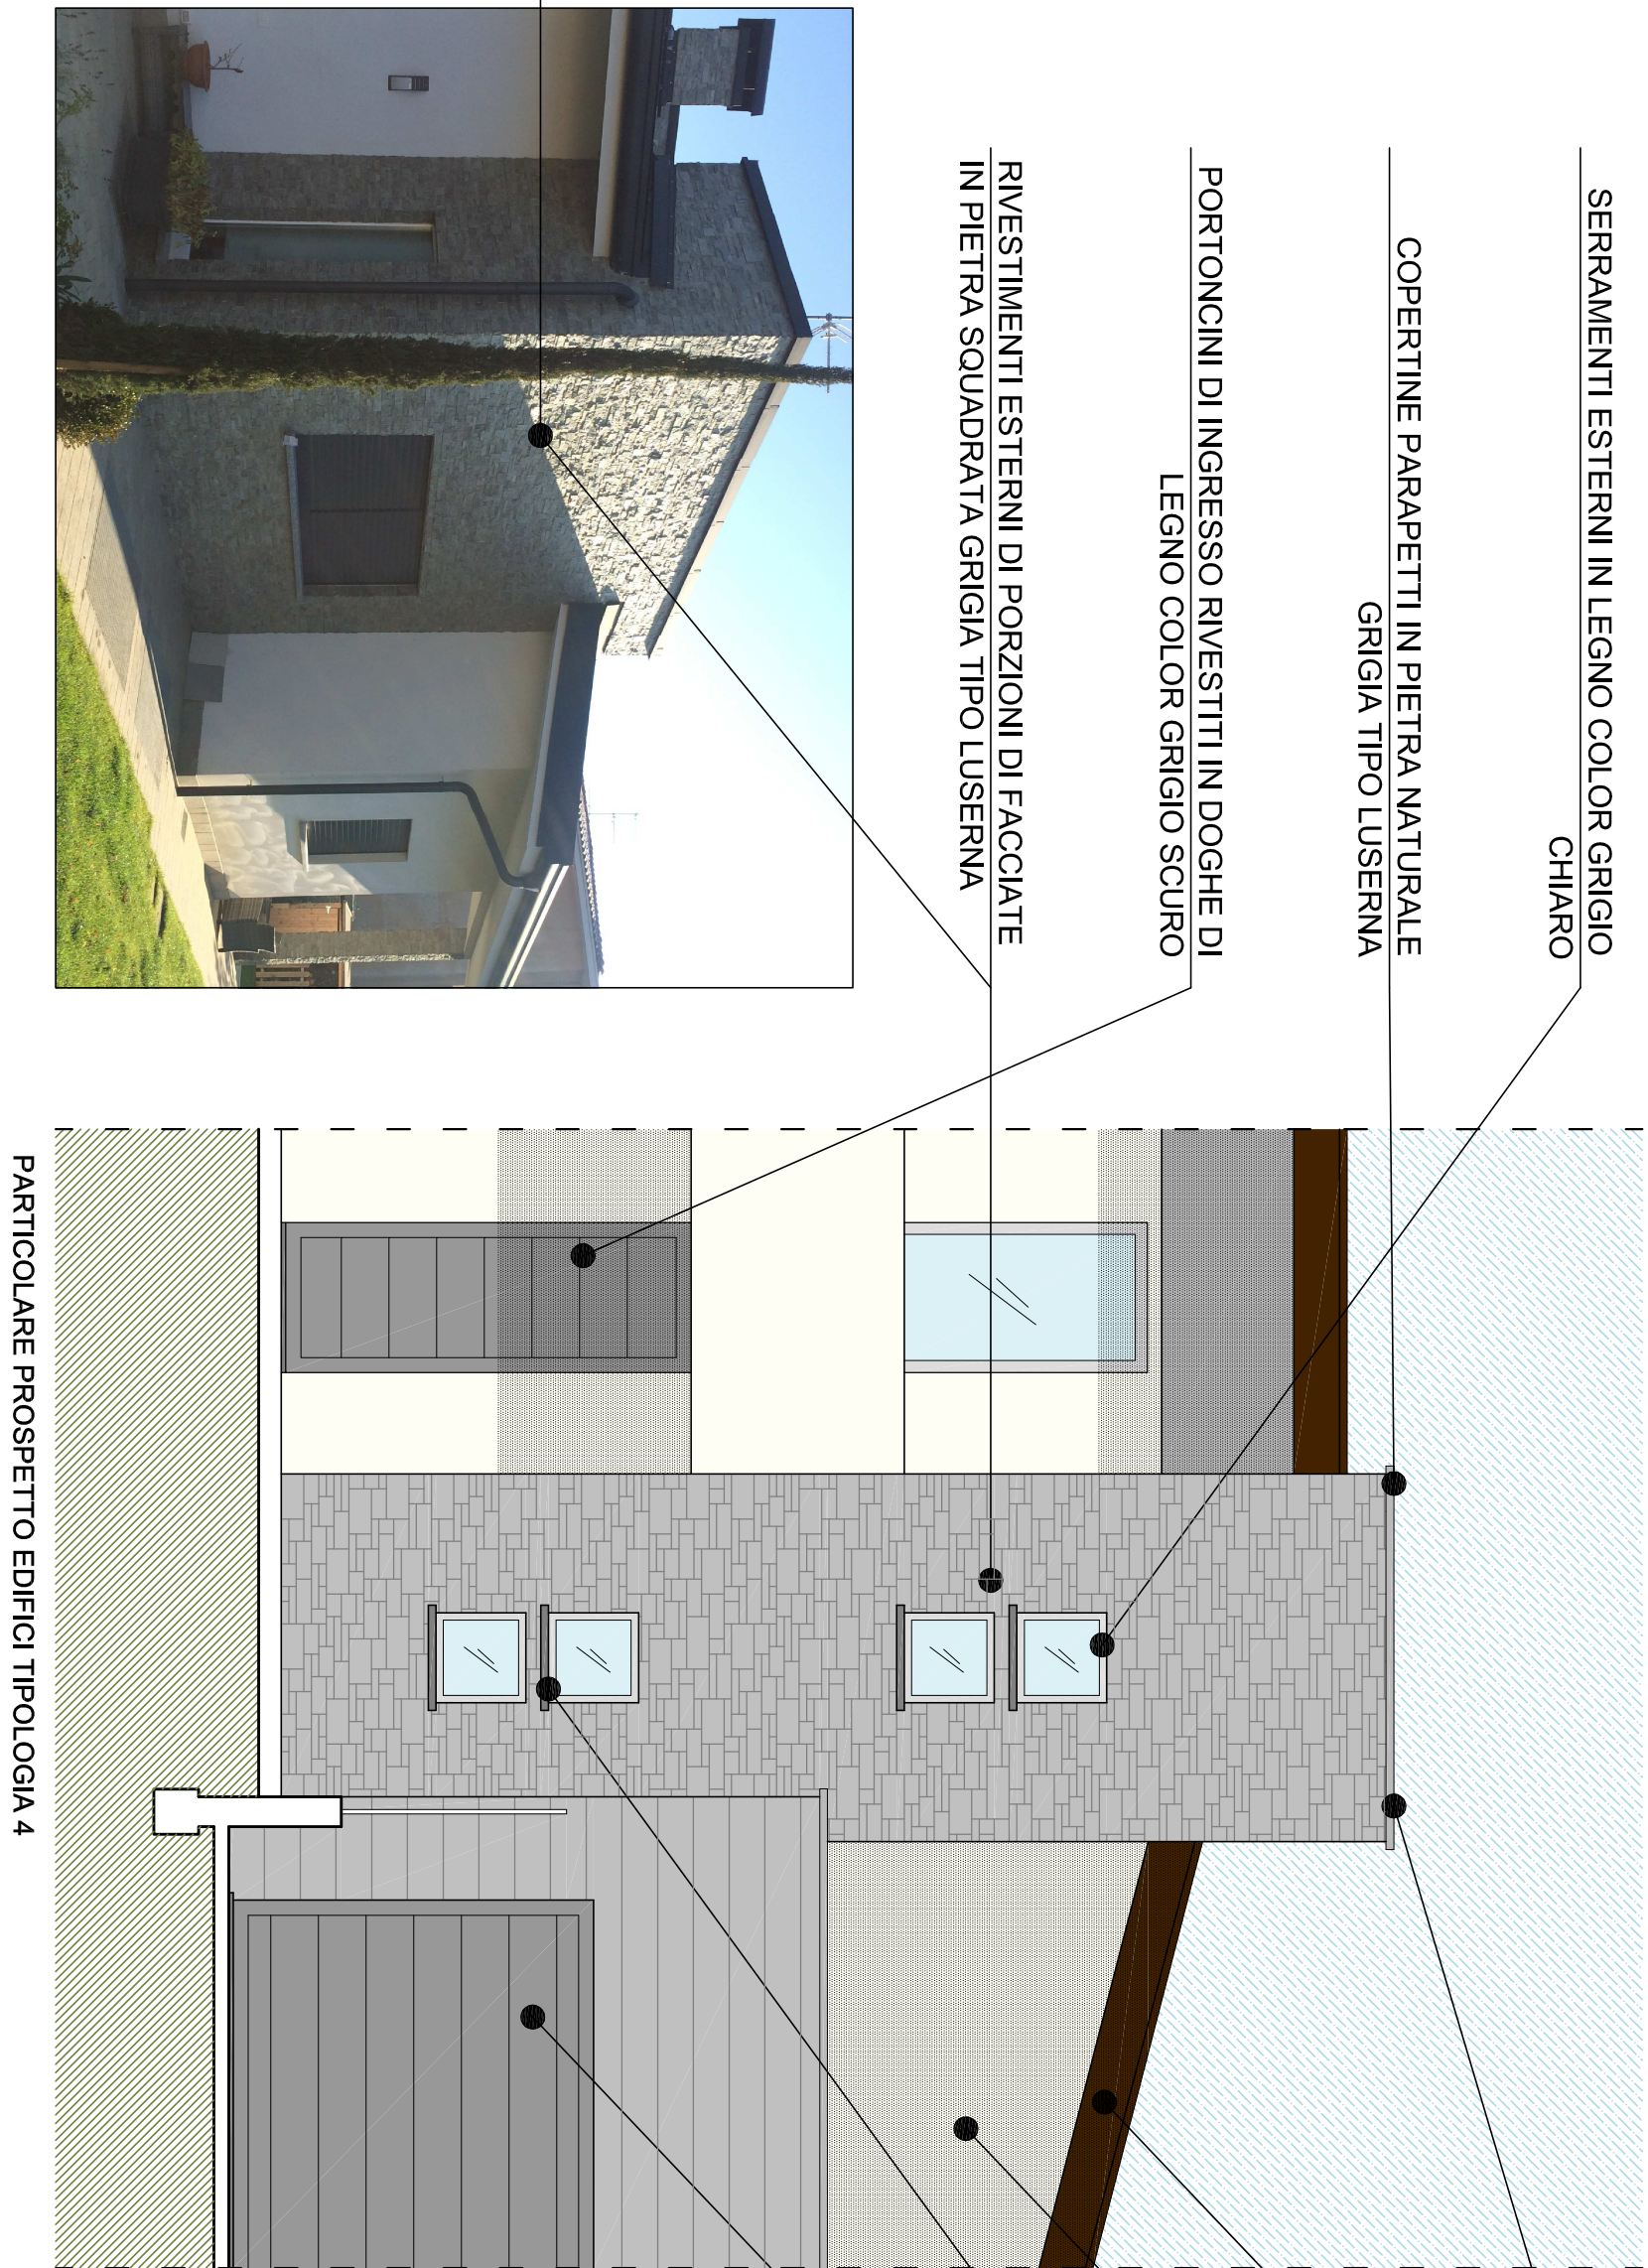 SERRAMENTI ESTERNI IN LEGNO COLOR GRIGIO
CHIARO
COPERTINE PARAPETTI IN PIETRA NATURALE
GRIGIA TIPO LUSERNA
PORTONCINI DI INGRESSO RIVESTITI IN DOGHE DI
LEGNO COLOR GRIGIO SCURO
RIVESTIMENTI ESTERNI DI PORZIONI DI FACCIATE
IN PIETRA SQUADRATA GRIGIA TIPO LUSERNA
PARTICOLARE PROSPETTO EDIFICI TIPOLOGIA 4